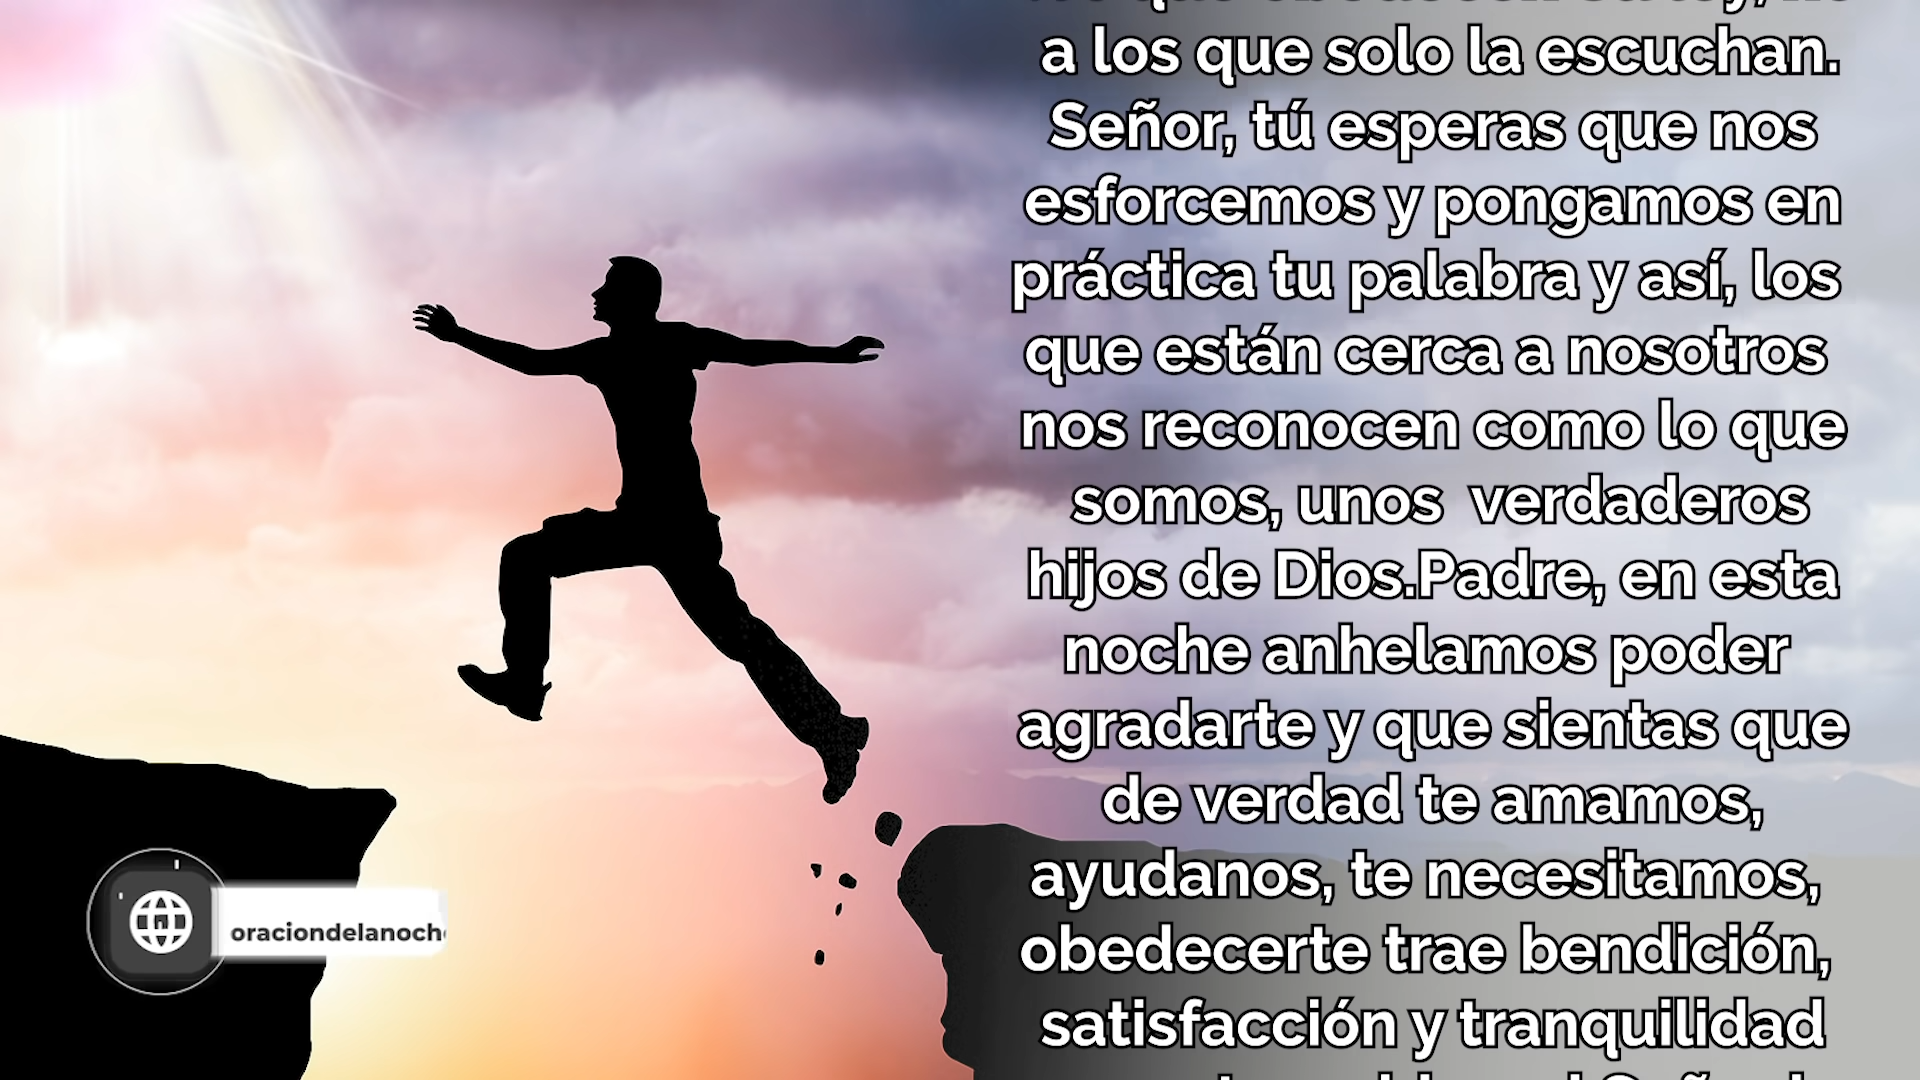 a los que solo la escuchan.
Señor, tú esperas que nos
esforcemos y pongamos en
práctica tu palabra y así, los
que están cerca a nosotros
nos reconocen como lo que
somos, unos  verdaderos
hijos de Dios.Padre, en esta
noche anhelamos poder
agradarte y que sientas que
de verdad te amamos,
ayudanos, te necesitamos,
obedecerte trae bendición,
satisfacción y tranquilidad
oraciondelanoch